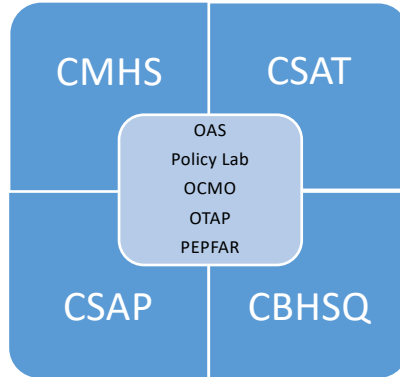 CMHS
CSAT
OAS
Policy Lab
OCMO
OTAP
PEPFAR
CSAP
CBHSQ